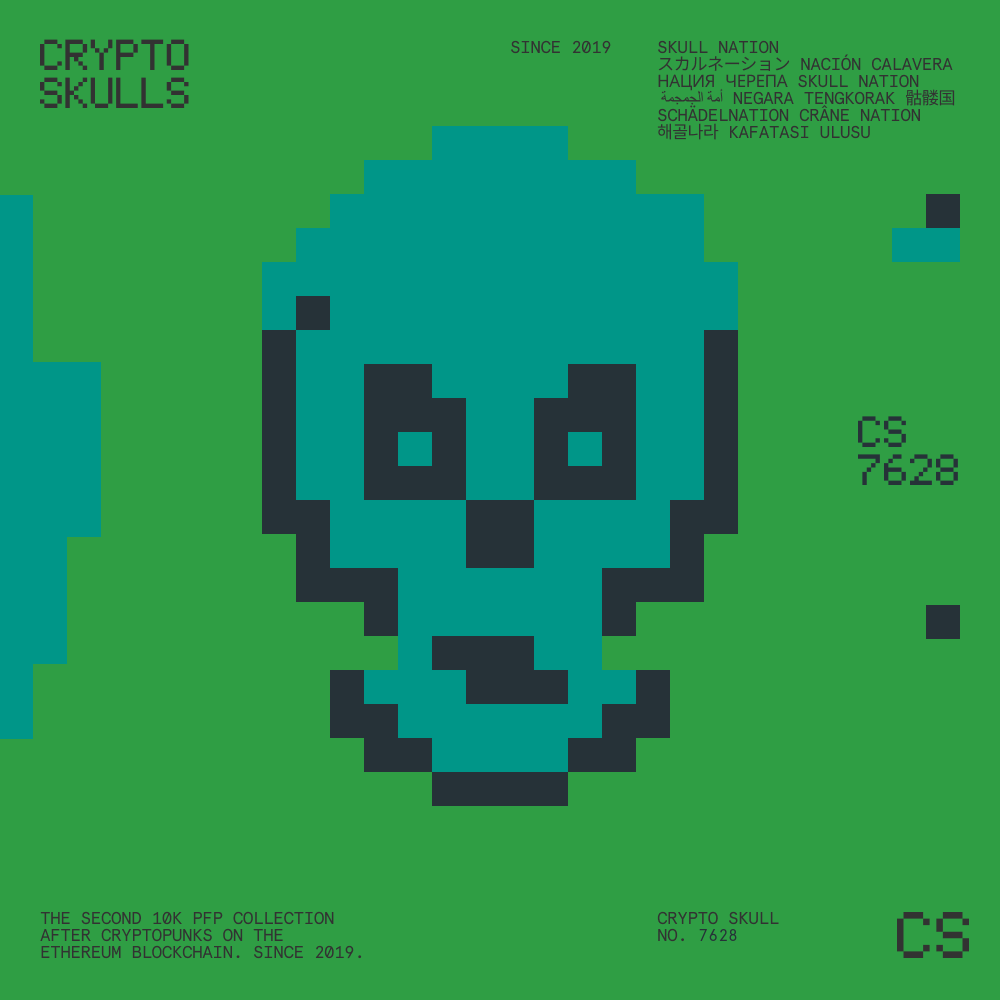 CRYPTO
SKULLS
SINCE 2019
SKULL NATION
スカルネーション NACIÓN CALAVERA
НАЦИЯ ЧЕРЕПА SKULL NATION
أمة الجمجمة NEGARA TENGKORAK 骷髅国
SCHÄDELNATION CRÂNE NATION
해골나라 KAFATASI ULUSU
CS
7628
THE SECOND 10K PFP COLLECTION
AFTER CRYPTOPUNKS ON THE
ETHEREUM BLOCKCHAIN. SINCE 2019.
CRYPTO SKULL
NO. 7628
CS